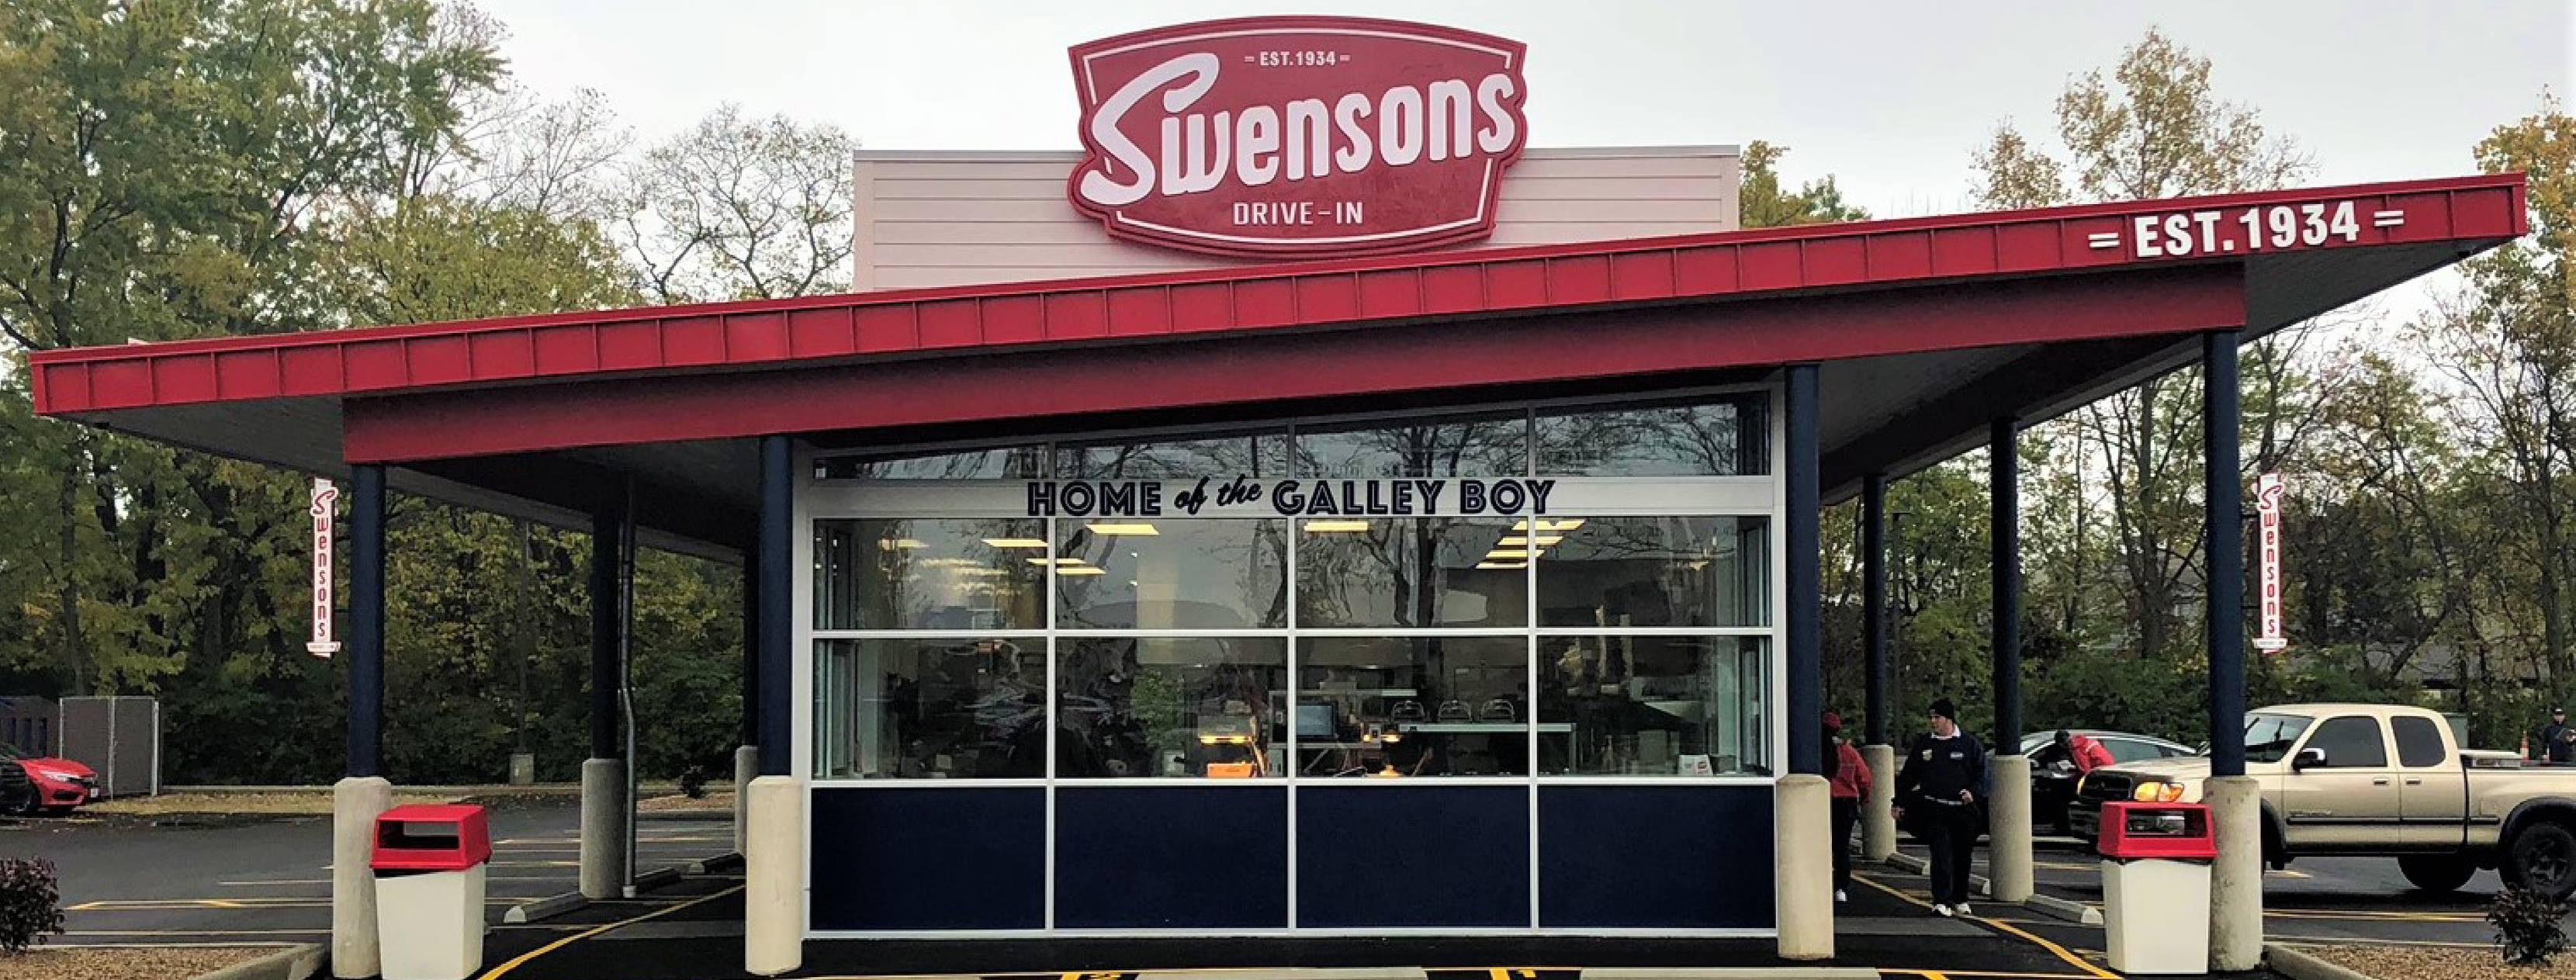 = EST.1934 =
Swensons
DRIVE-IN
= EST.1934 =
HOME of the GALLEY BOY
Swensons
Swensons